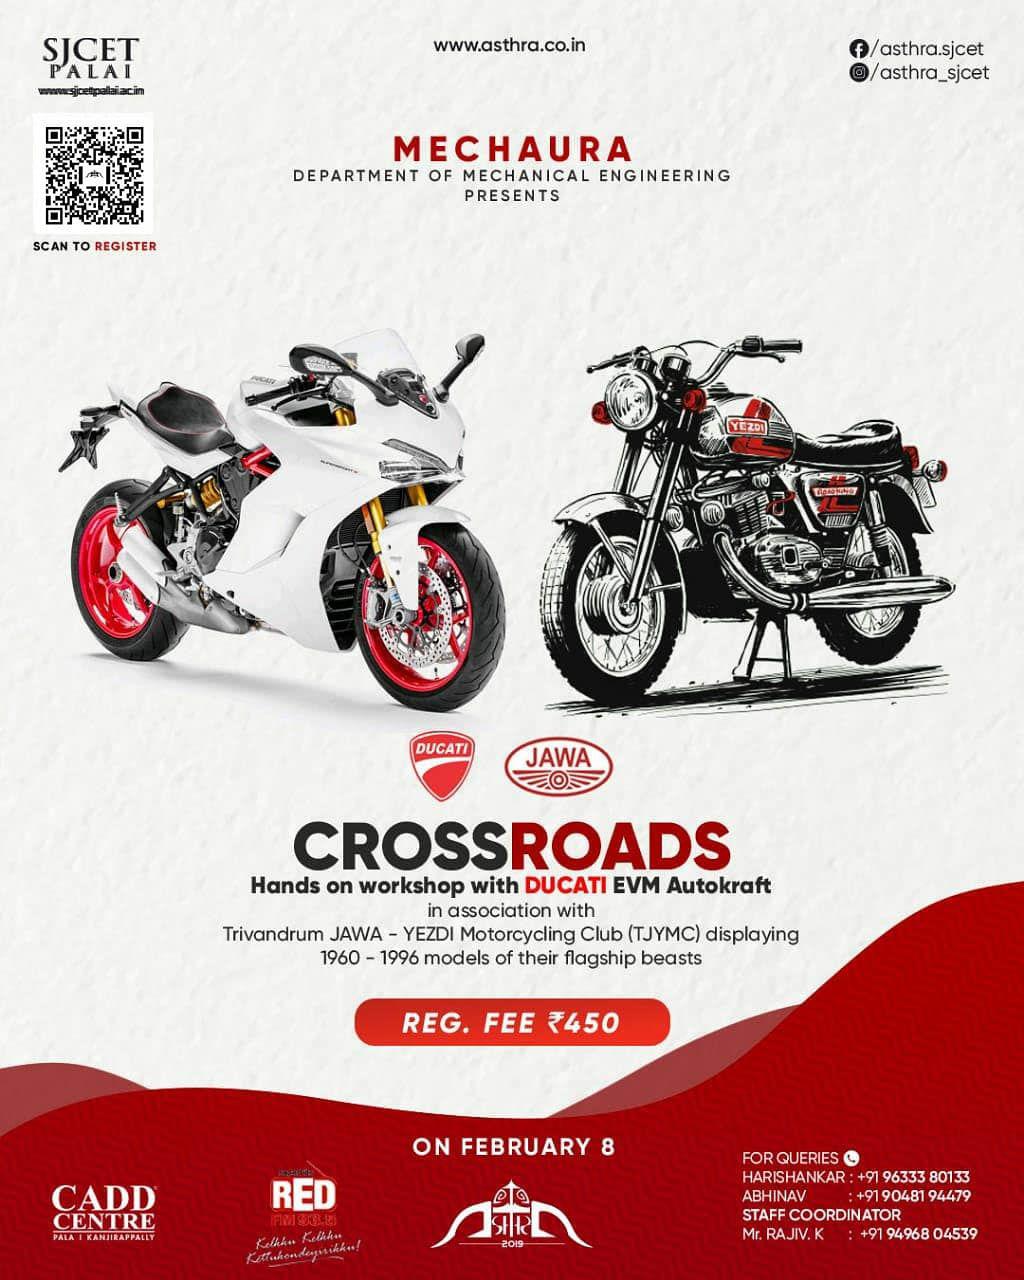 SJCET
PALAI
www.sjcetpalai.ac.in
www.asthra.co.in
/asthra.sjcet
/asthra_sjcet
SCAN TO REGISTER
MECHAURA
DEPARTMENT OF MECHANICAL ENGINEERING
PRESENTS
DUCATI
SUPERSPORT S
YEZDI
ROADKING
DUCATI
JAWA
CROSSROADS
Hands on workshop with DUCATI EVM Autokraft
in association with
Trivandrum JAWA - YEZDI Motorcycling Club (TJYMC) displaying
1960 - 1996 models of their flagship beasts
REG. FEE ₹450
ON FEBRUARY 8
CADD
CENTRE
PALA | KANJIRAPPALLY
RED
FM 93.5
Kelkku Kelkku
Kettukondeyirikku!
ASTHRA
2019
FOR QUERIES
HARISHANKAR : +91 96333 80133
ABHINAV : +91 90481 94479
STAFF COORDINATOR
Mr. RAJIV. K : +91 94968 04539